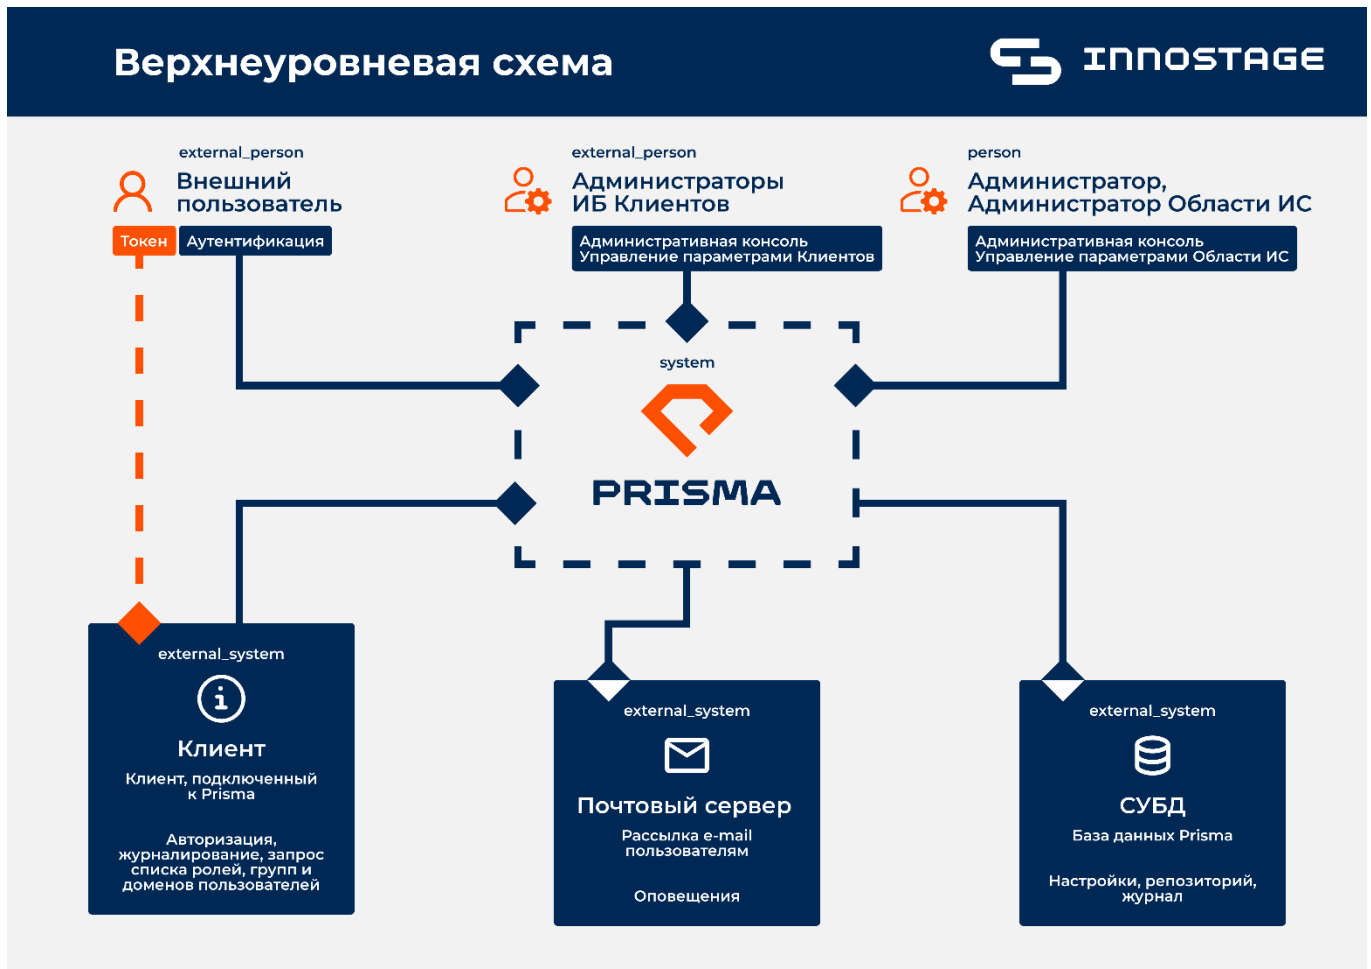 Верхнеуровневая схема
INNOSTAGE
external_person
Внешний
пользователь
Токен
Аутентификация
external_person
Администраторы
ИБ Клиентов
Административная консоль
Управление параметрами Клиентов
person
Администратор,
Администратор Области ИС
Административная консоль
Управление параметрами Области ИС
system
PRISMA
external_system
Клиент
Клиент, подключенный
к Prisma
Авторизация,
журналирование, запрос
списка ролей, групп и
доменов пользователей
external_system
Почтовый сервер
Рассылка e-mail
пользователям
Оповещения
external_system
СУБД
База данных Prisma
Настройки, репозиторий,
журнал